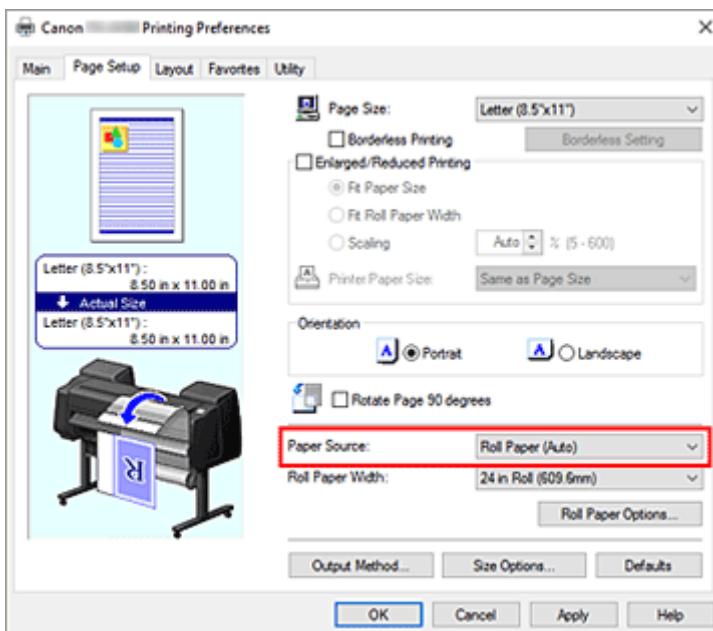 Canon Printing Preferences
Main Page Setup Layout Favorites Utility
Page Size: Letter (8.5"x11")
Borderless Printing Borderless Setting
Enlarged/Reduced Printing
Fit Paper Size
Fit Roll Paper Width
Scaling Auto % (5 - 600)
Printer Paper Size: Same as Page Size
Letter (8.5"x11") :
8.50 in x 11.00 in
Actual Size
Letter (8.5"x11") :
8.50 in x 11.00 in
Orientation
A Portrait A Landscape
Rotate Page 90 degrees
R
Paper Source: Roll Paper (Auto)
Roll Paper Width: 24 in Roll (609.6mm)
Roll Paper Options...
Output Method... Size Options... Defaults
OK Cancel Apply Help